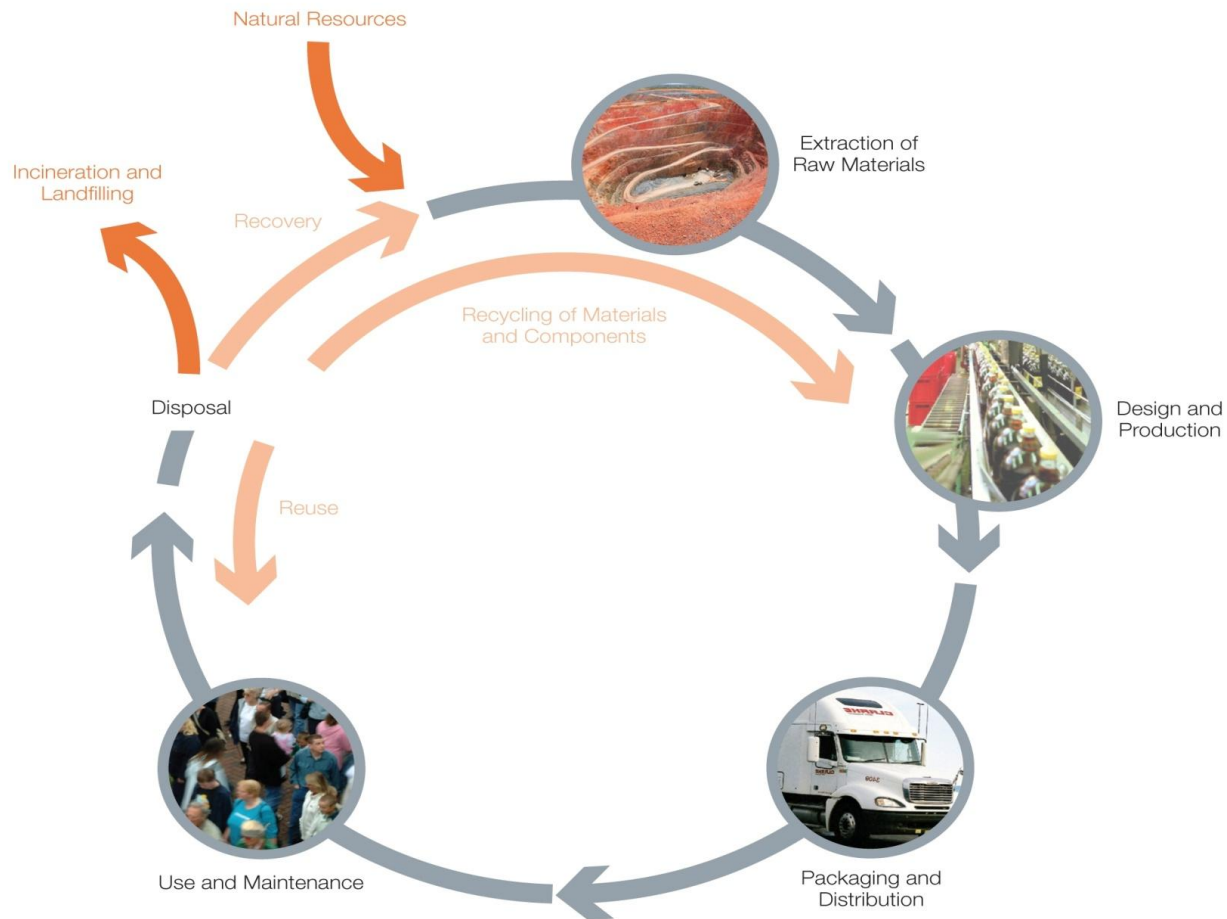 Natural Resources
Extraction of
Raw Materials
Incineration and
Landfilling
Recovery
Recycling of Materials
and Components
Disposal
Design and
Production
Reuse
Use and Maintenance
Packaging and
Distribution